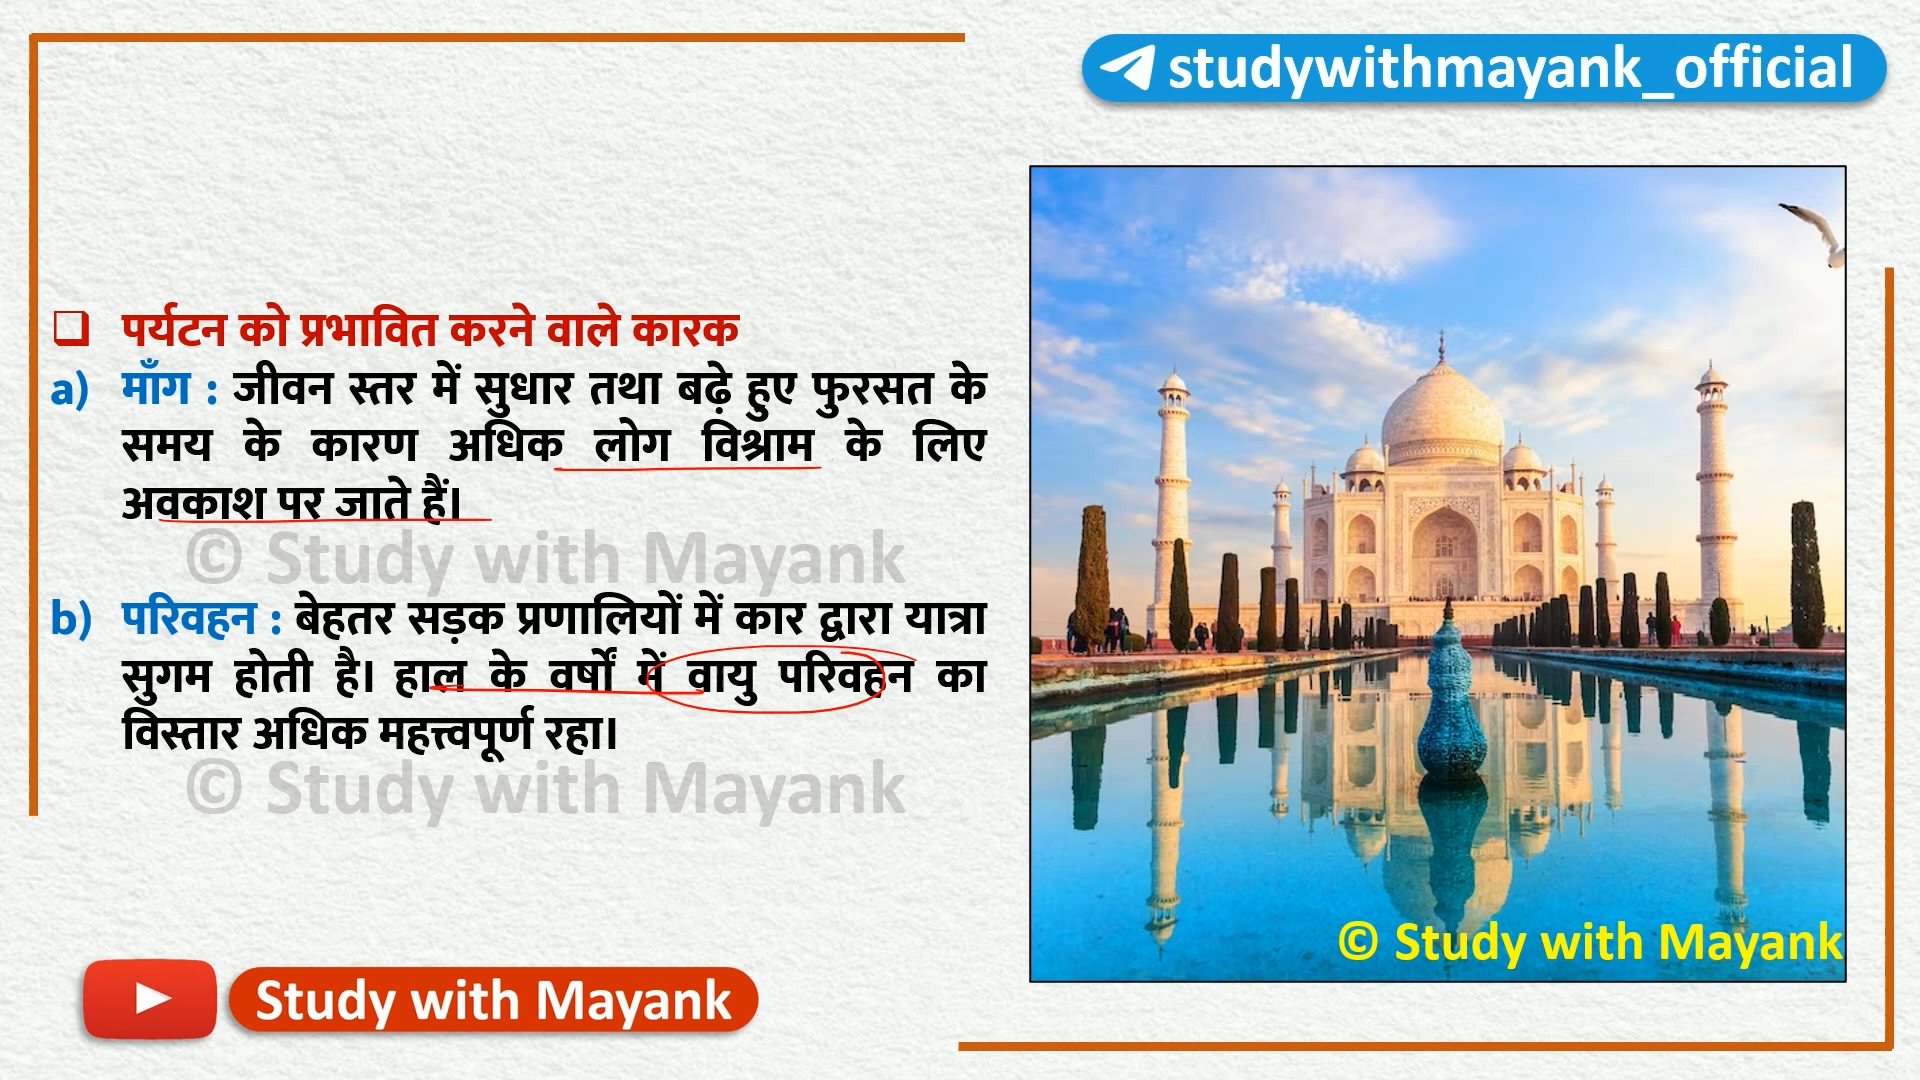 studywithmayank_official
❑ पर्यटन को प्रभावित करने वाले कारक
a) माँग : जीवन स्तर में सुधार तथा बढ़े हुए फुरसत के
समय के कारण अधिक लोग विश्राम के लिए
अवकाश पर जाते हैं।
© Study with Mayank
b) परिवहन : बेहतर सड़क प्रणालियों में कार द्वारा यात्रा
सुगम होती है। हाल के वर्षों में वायु परिवहन का
विस्तार अधिक महत्त्वपूर्ण रहा।
© Study with Mayank
© Study with Mayank
Study with Mayank